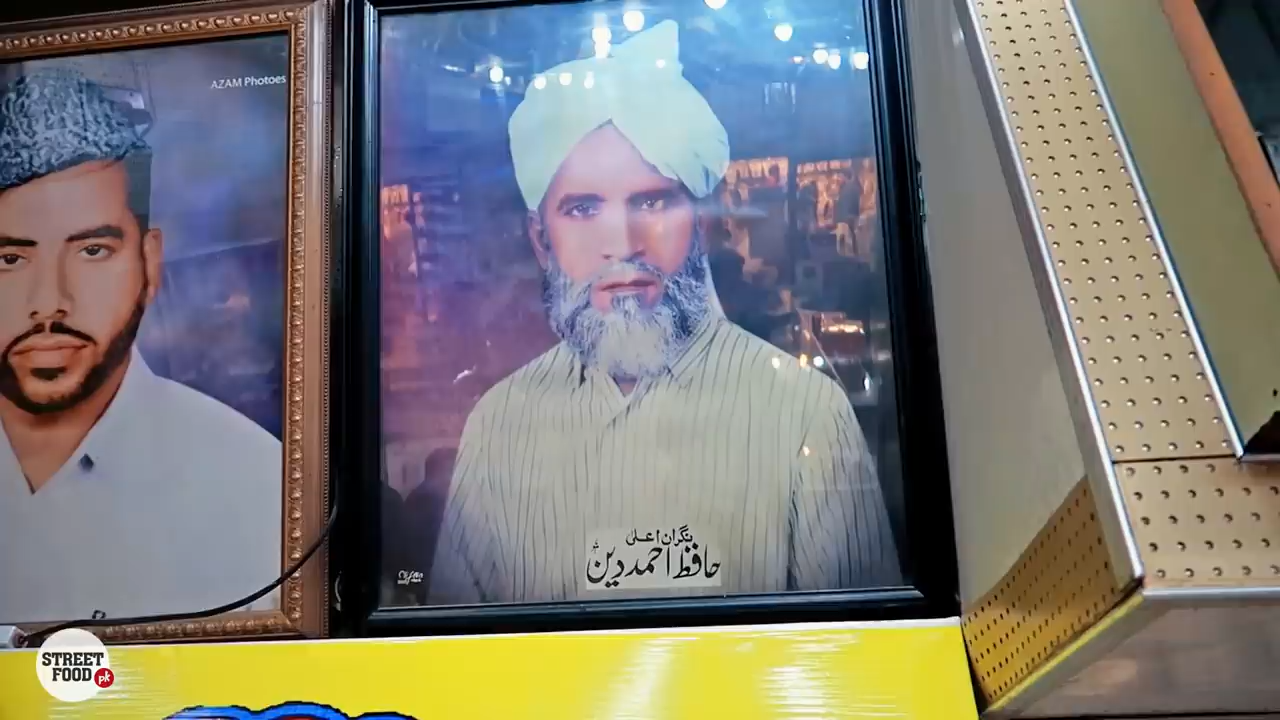 AZAM Photoes
نگران اعلیٰ
حافظ احمد دینؒ
STREET
FOOD pk